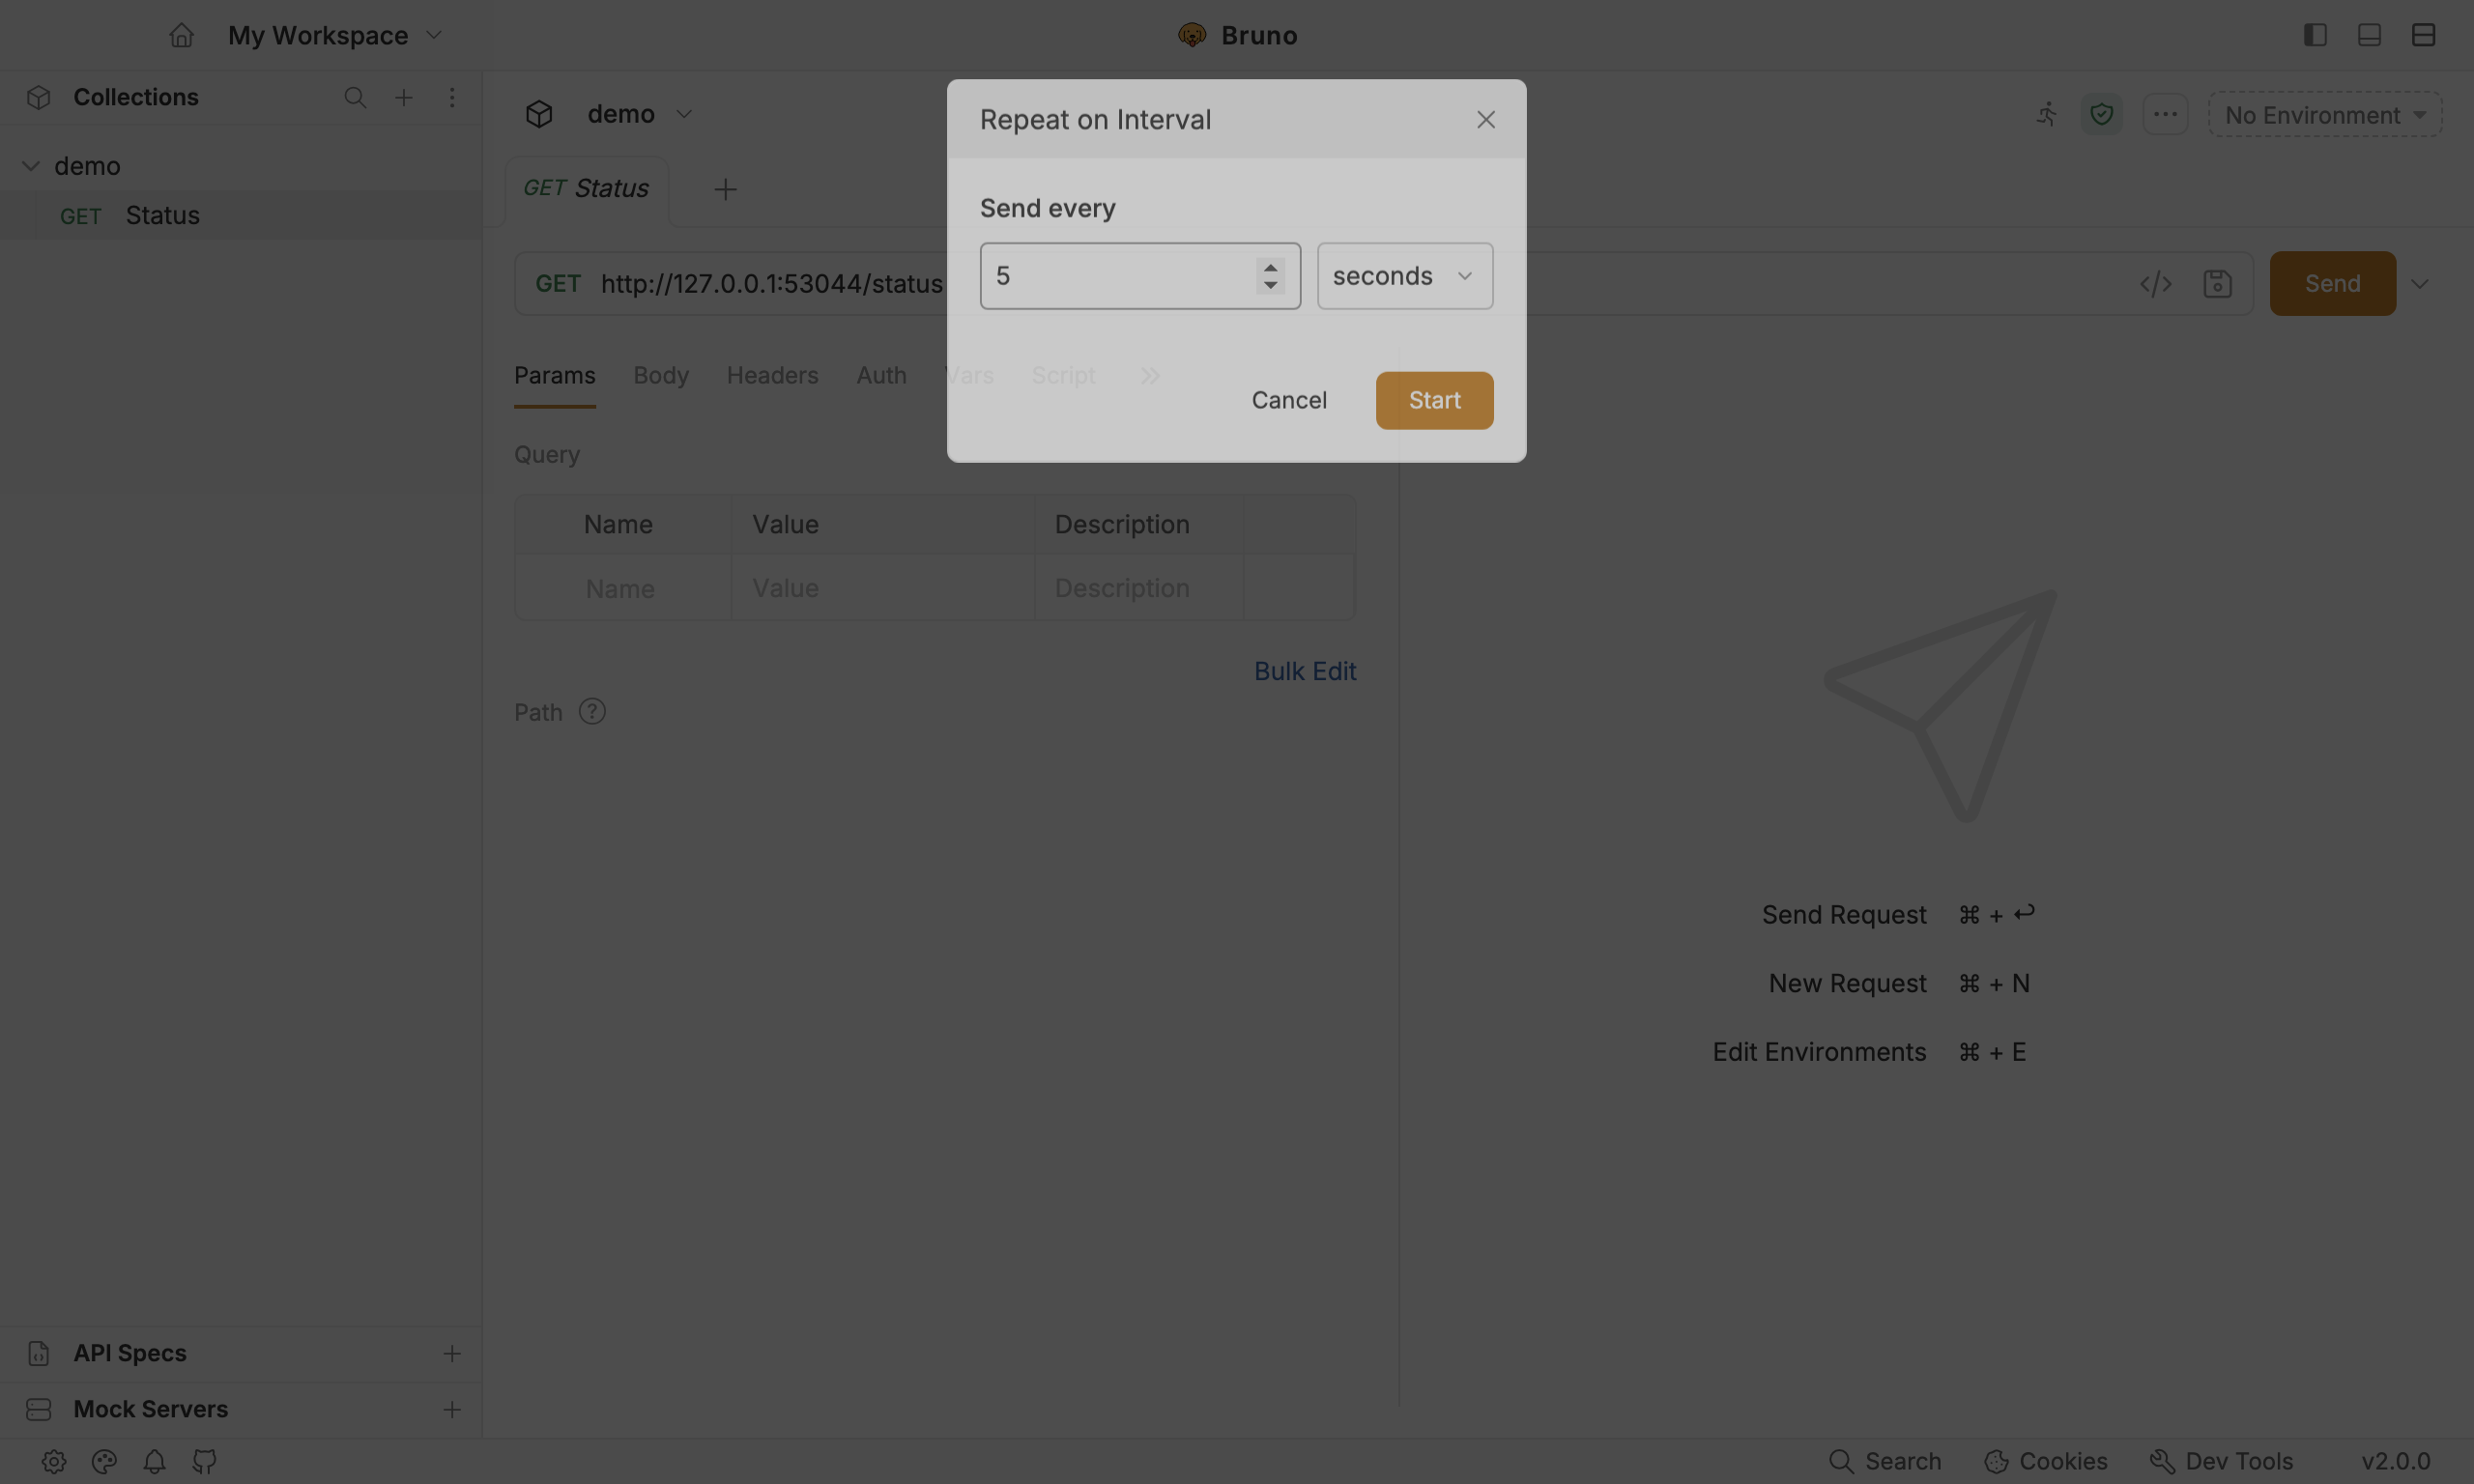 My Workspace
Bruno
Collections
demo
No Environment
demo
GET Status
GET Status
Repeat on Interval
Send every
5
seconds
Cancel
Start
GET http://127.0.0.1:53044/status
Send
Params Body Headers Auth Vars Script
Query
Name Value Description
Name Value Description
Bulk Edit
Path ?
Send Request ⌘ + ↩
New Request ⌘ + N
Edit Environments ⌘ + E
API Specs
Mock Servers
Search
Cookies
Dev Tools
v2.0.0